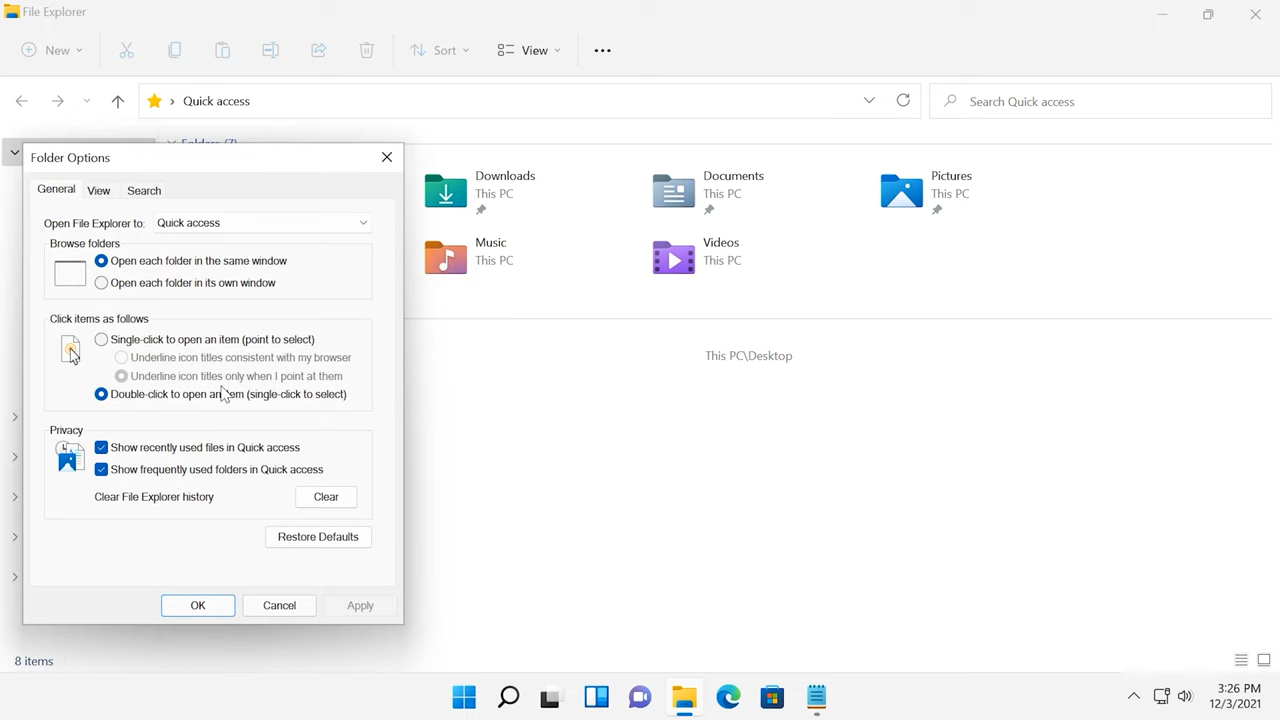 File Explorer
New
Sort
View
Quick access
Search Quick access
Folders (7)
Folder Options
General
View
Search
Open File Explorer to:
Quick access
Browse folders
Open each folder in the same window
Open each folder in its own window
Click items as follows
Single-click to open an item (point to select)
Underline icon titles consistent with my browser
Underline icon titles only when I point at them
Double-click to open an item (single-click to select)
Privacy
Show recently used files in Quick access
Show frequently used folders in Quick access
Clear File Explorer history
Clear
Restore Defaults
OK
Cancel
Apply
Downloads
This PC
Documents
This PC
Pictures
This PC
Music
This PC
Videos
This PC
This PC\Desktop
8 items
3:26 PM
12/3/2021